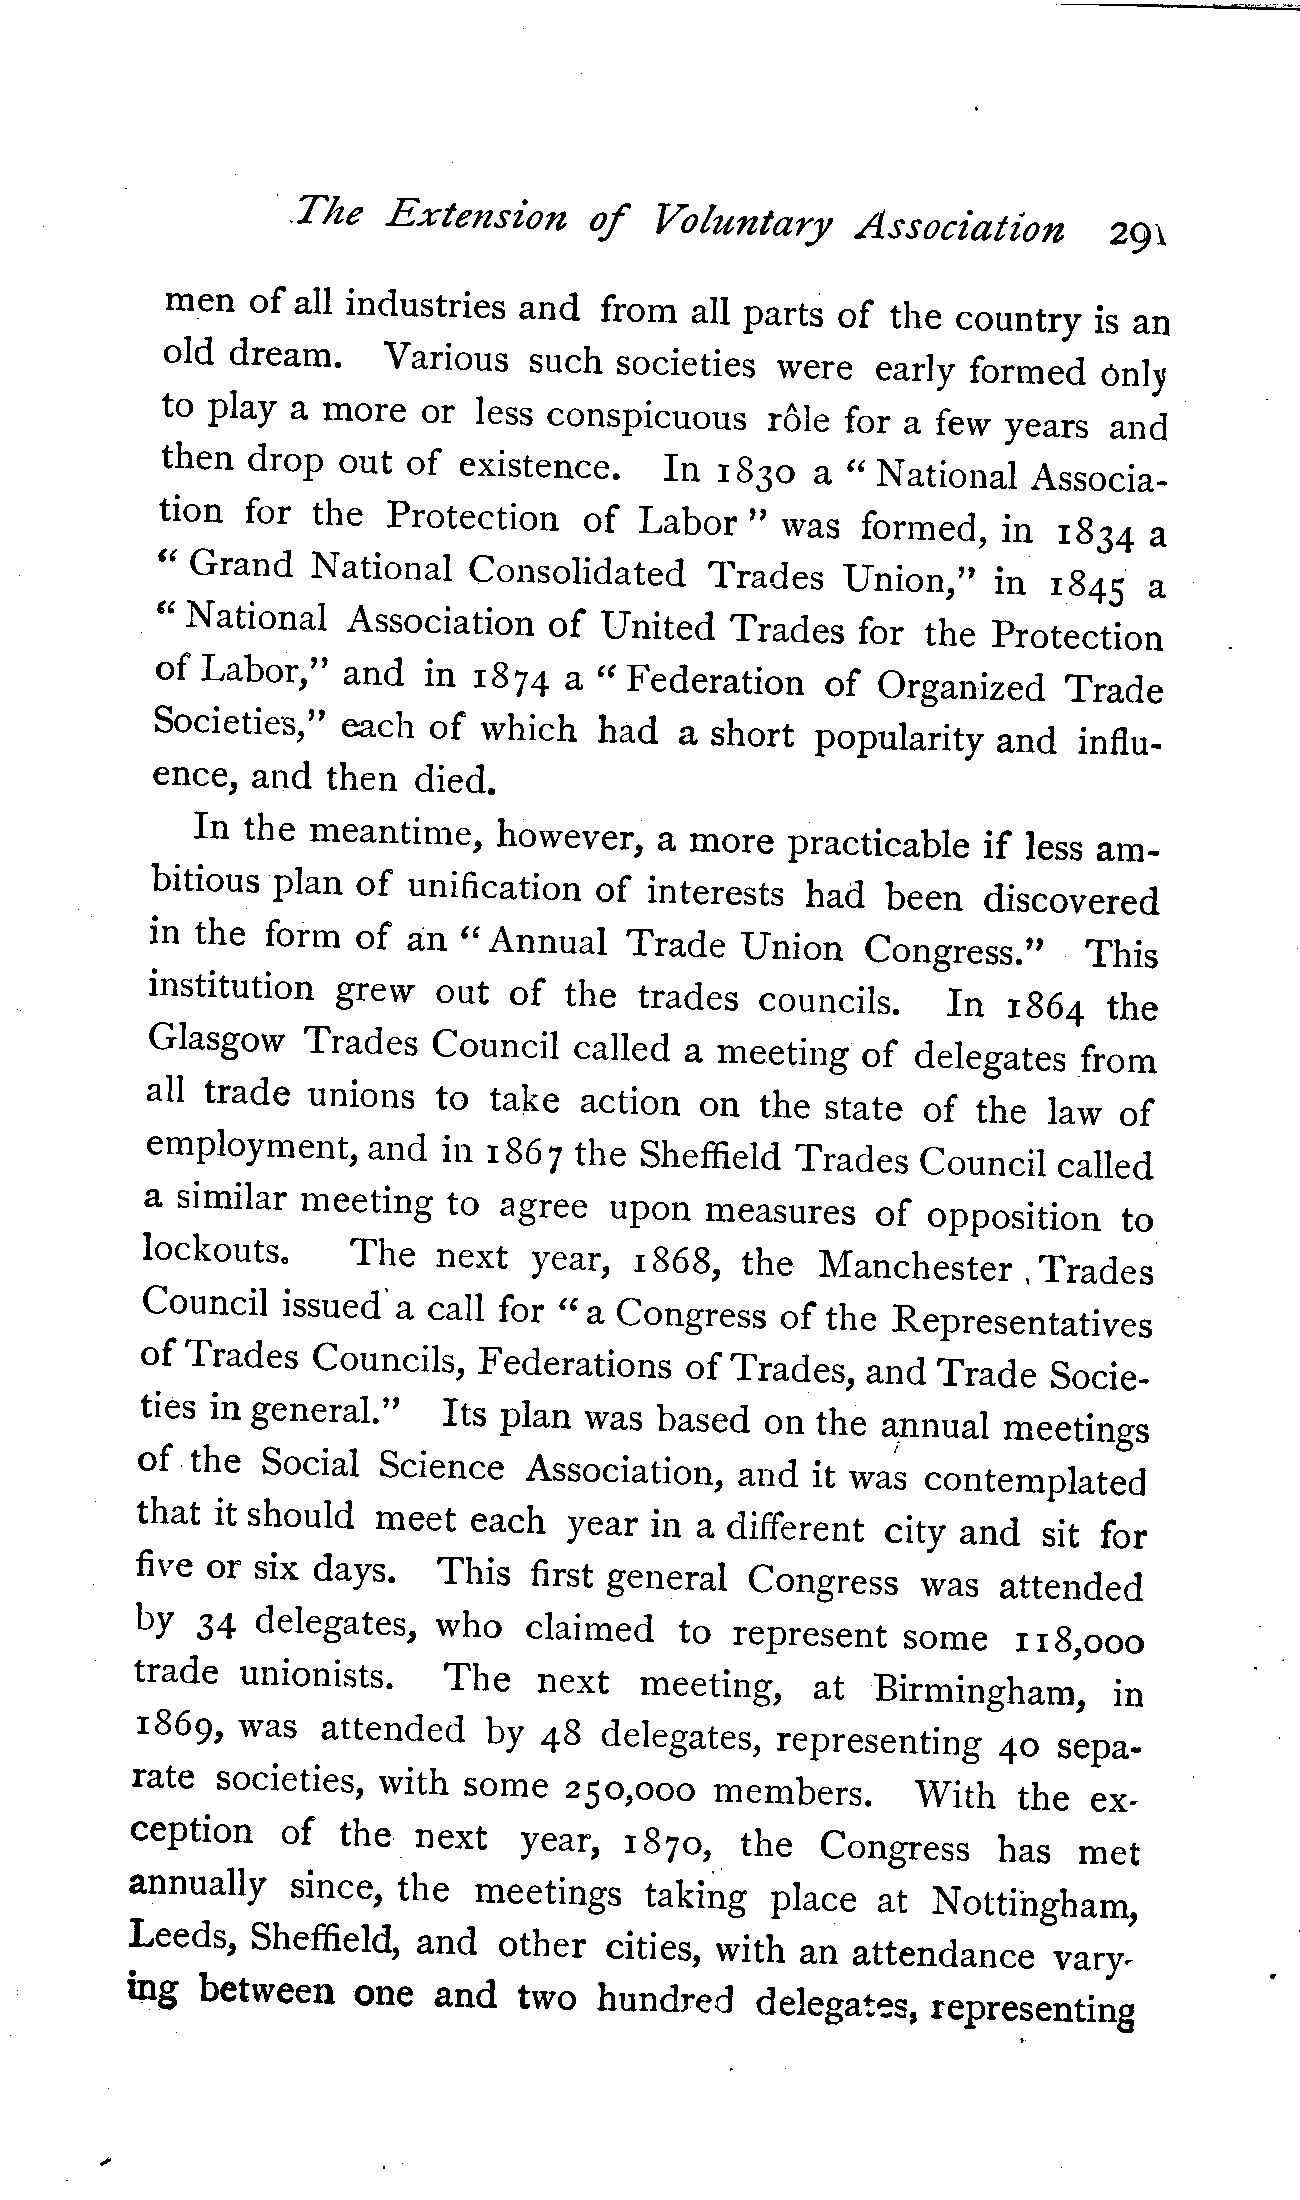 The Extension of Voluntary Association 291
men of all industries and from all parts of the country is an
old dream. Various such societies were early formed only
to play a more or less conspicuous rôle for a few years and
then drop out of existence. In 1830 a “ National Associa-
tion for the Protection of Labor ” was formed, in 1834 a
“ Grand National Consolidated Trades Union,” in 1845 a
“ National Association of United Trades for the Protection
of Labor,” and in 1874 a “ Federation of Organized Trade
Societies,” each of which had a short popularity and influ-
ence, and then died.
In the meantime, however, a more practicable if less am-
bitious plan of unification of interests had been discovered
in the form of an “ Annual Trade Union Congress.” This
institution grew out of the trades councils. In 1864 the
Glasgow Trades Council called a meeting of delegates from
all trade unions to take action on the state of the law of
employment, and in 1867 the Sheffield Trades Council called
a similar meeting to agree upon measures of opposition to
lockouts. The next year, 1868, the Manchester Trades
Council issued a call for “ a Congress of the Representatives
of Trades Councils, Federations of Trades, and Trade Socie-
ties in general.” Its plan was based on the annual meetings
of the Social Science Association, and it was contemplated
that it should meet each year in a different city and sit for
five or six days. This first general Congress was attended
by 34 delegates, who claimed to represent some 118,000
trade unionists. The next meeting, at Birmingham, in
1869, was attended by 48 delegates, representing 40 sepa-
rate societies, with some 250,000 members. With the ex-
ception of the next year, 1870, the Congress has met
annually since, the meetings taking place at Nottingham,
Leeds, Sheffield, and other cities, with an attendance vary-
ing between one and two hundred delegates, representing